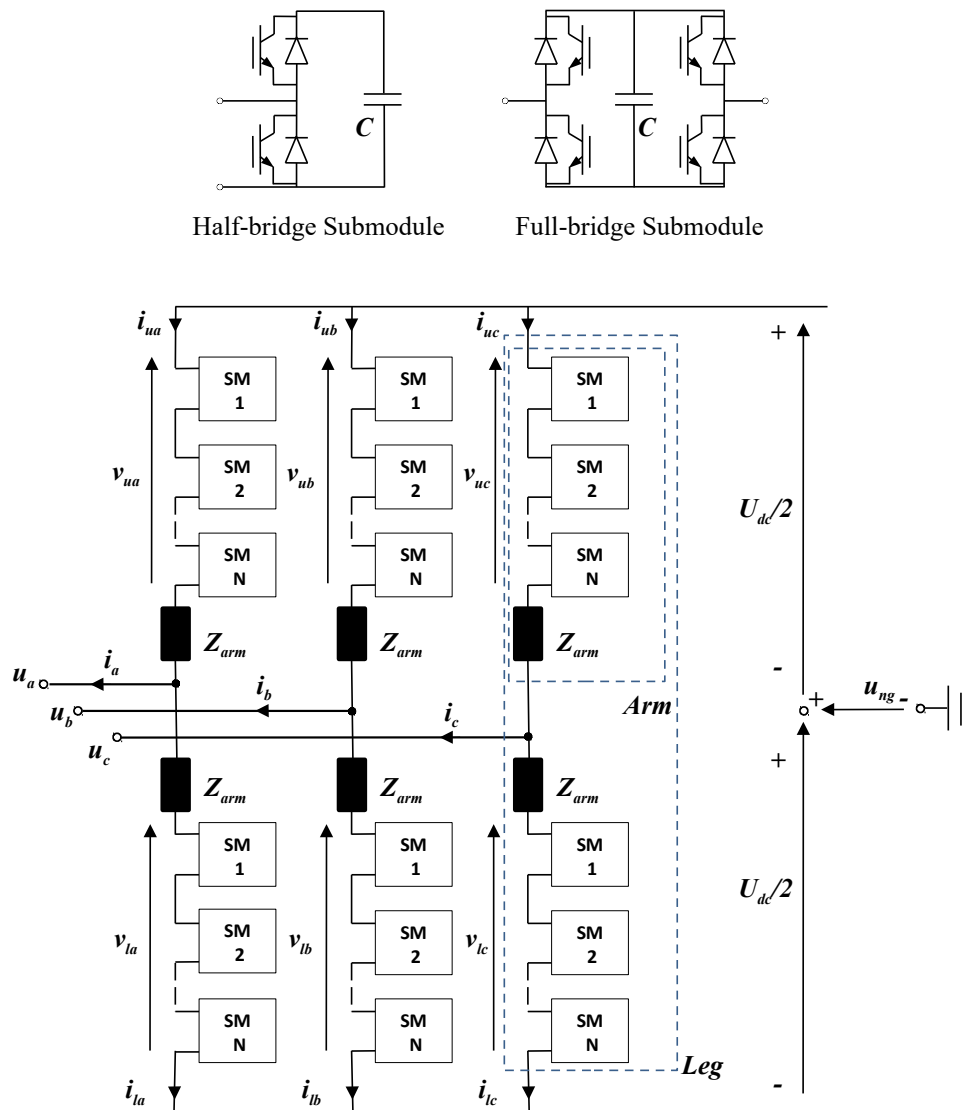 C
C
Half-bridge Submodule
Full-bridge Submodule
i_ua
i_ub
i_uc
+
SM
1
SM
1
SM
1
v_ua
v_ub
v_uc
SM
2
SM
2
SM
2
U_dc/2
SM
N
SM
N
SM
N
Z_arm
Z_arm
Z_arm
-
u_a
i_a
u_b
i_b
u_c
i_c
Arm
+
u_ng
-
Z_arm
Z_arm
Z_arm
+
SM
1
SM
1
SM
1
v_la
v_lb
v_lc
SM
2
SM
2
SM
2
U_dc/2
SM
N
SM
N
SM
N
Leg
-
i_la
i_lb
i_lc